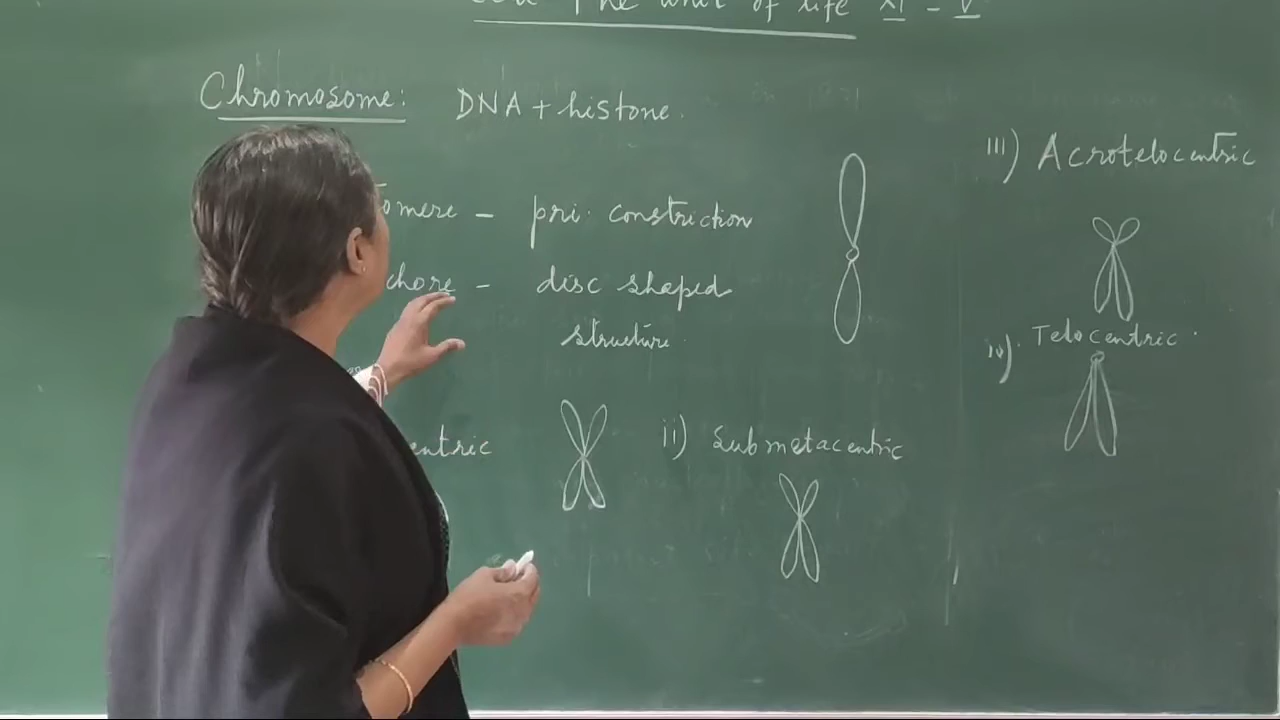 The unit of life XI - V
Chromosome: DNA + histone.
omere - pri. constriction
chore - disc shaped
structure
entric
ii) Submetacentric
iii) Acrotelocentric
iv). Telocentric.